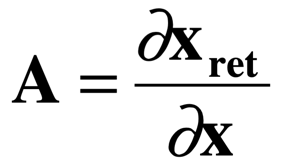 𝐀 = ∂𝐱_𝐫𝐞𝐭 / ∂𝐱